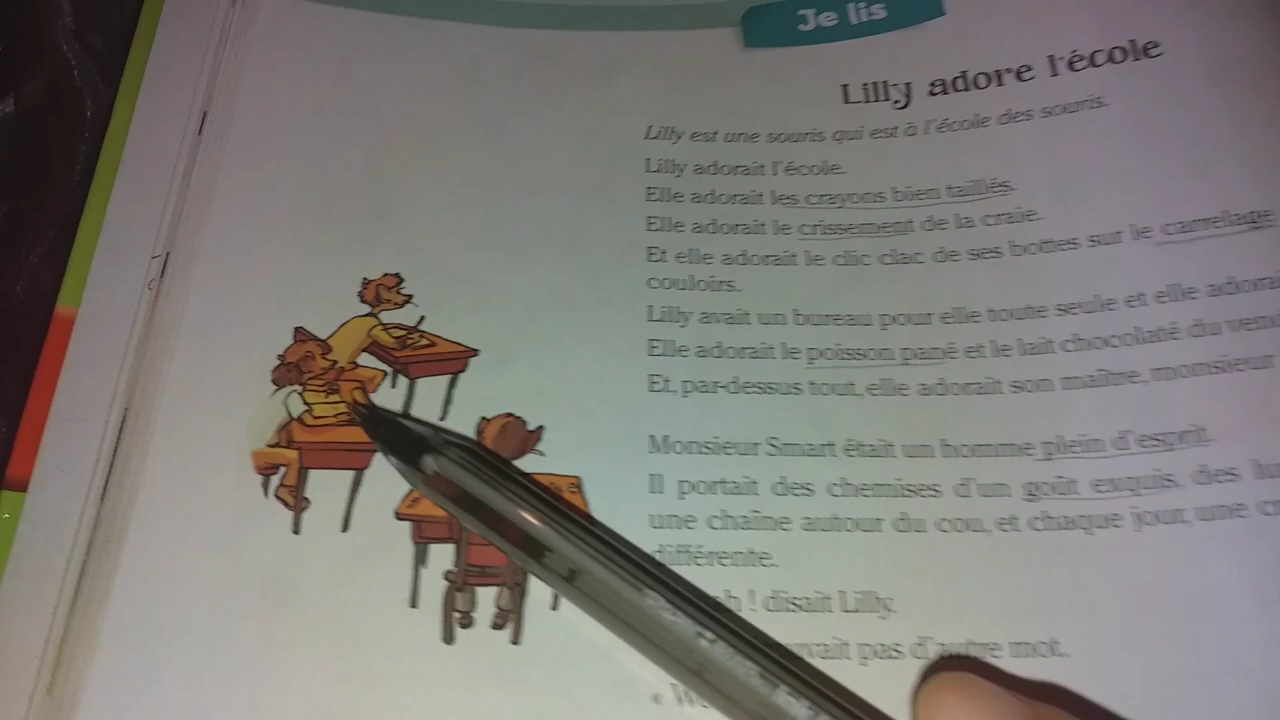 Je lis
Lilly adore l'école
Lilly est une souris qui est à l'école des souris.
Lilly adorait l'école.
Elle adorait les crayons bien taillés.
Elle adorait le crissement de la craie.
Et elle adorait le clic clac de ses bottes sur le carrelage
couloirs.
Lilly avait un bureau pour elle toute seule et elle
Elle adorait le poisson pané et le lait chocolaté du
Et, par-dessus tout, elle adorait son maître, monsieur
Monsieur Smart était un homme plein d'esprit.
Il portait des chemises d'un goût exquis, des
une chaîne autour du cou, et chaque jour, une
différente.
! disait Lilly.
pas d'autre mot.